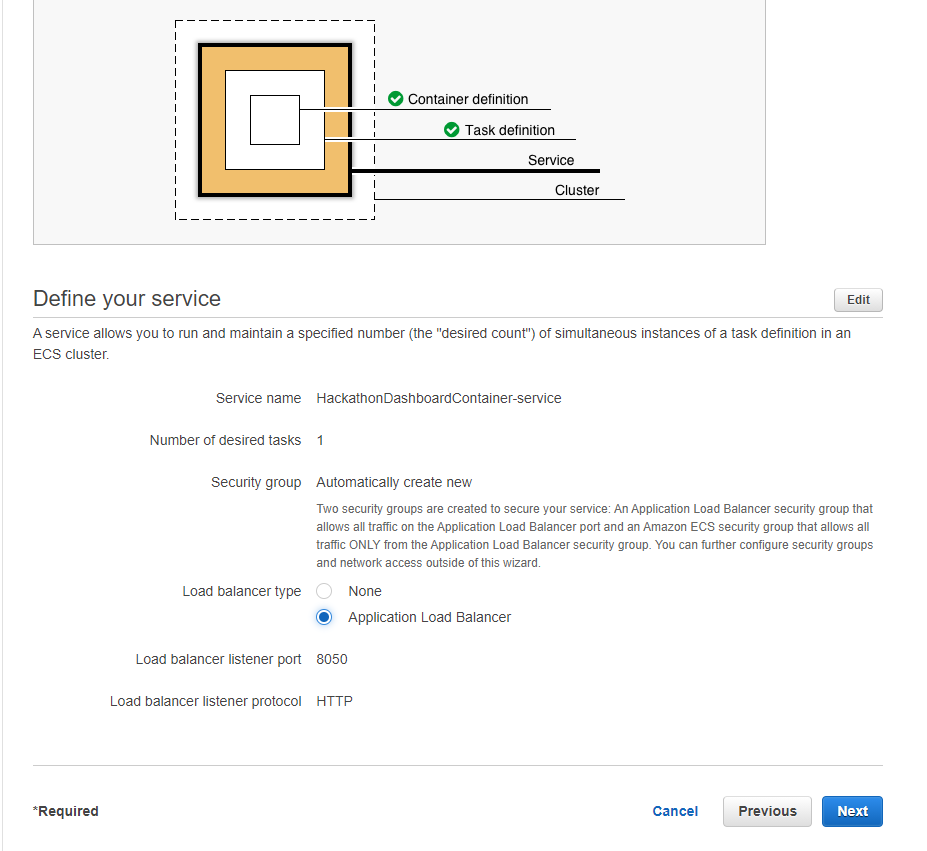 Container definition
Task definition
Service
Cluster
Define your service
Edit
A service allows you to run and maintain a specified number (the "desired count") of simultaneous instances of a task definition in an
ECS cluster.
Service name HackathonDashboardContainer-service
Number of desired tasks 1
Security group Automatically create new
Two security groups are created to secure your service: An Application Load Balancer security group that
allows all traffic on the Application Load Balancer port and an Amazon ECS security group that allows all
traffic ONLY from the Application Load Balancer security group. You can further configure security groups
and network access outside of this wizard.
Load balancer type None
Application Load Balancer
Load balancer listener port 8050
Load balancer listener protocol HTTP
*Required Cancel Previous Next